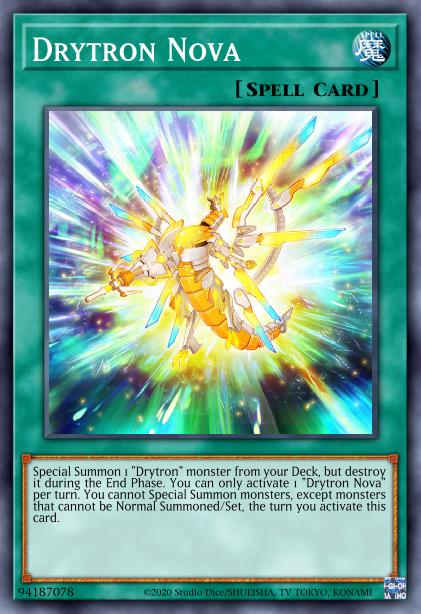 Drytron Nova
SPELL
魔
[Spell Card]
Special Summon 1 "Drytron" monster from your Deck, but destroy
it during the End Phase. You can only activate 1 "Drytron Nova"
per turn. You cannot Special Summon monsters, except monsters
that cannot be Normal Summoned/Set, the turn you activate this
card.
94187078
©2020 Studio Dice/SHUEISHA, TV TOKYO, KONAMI